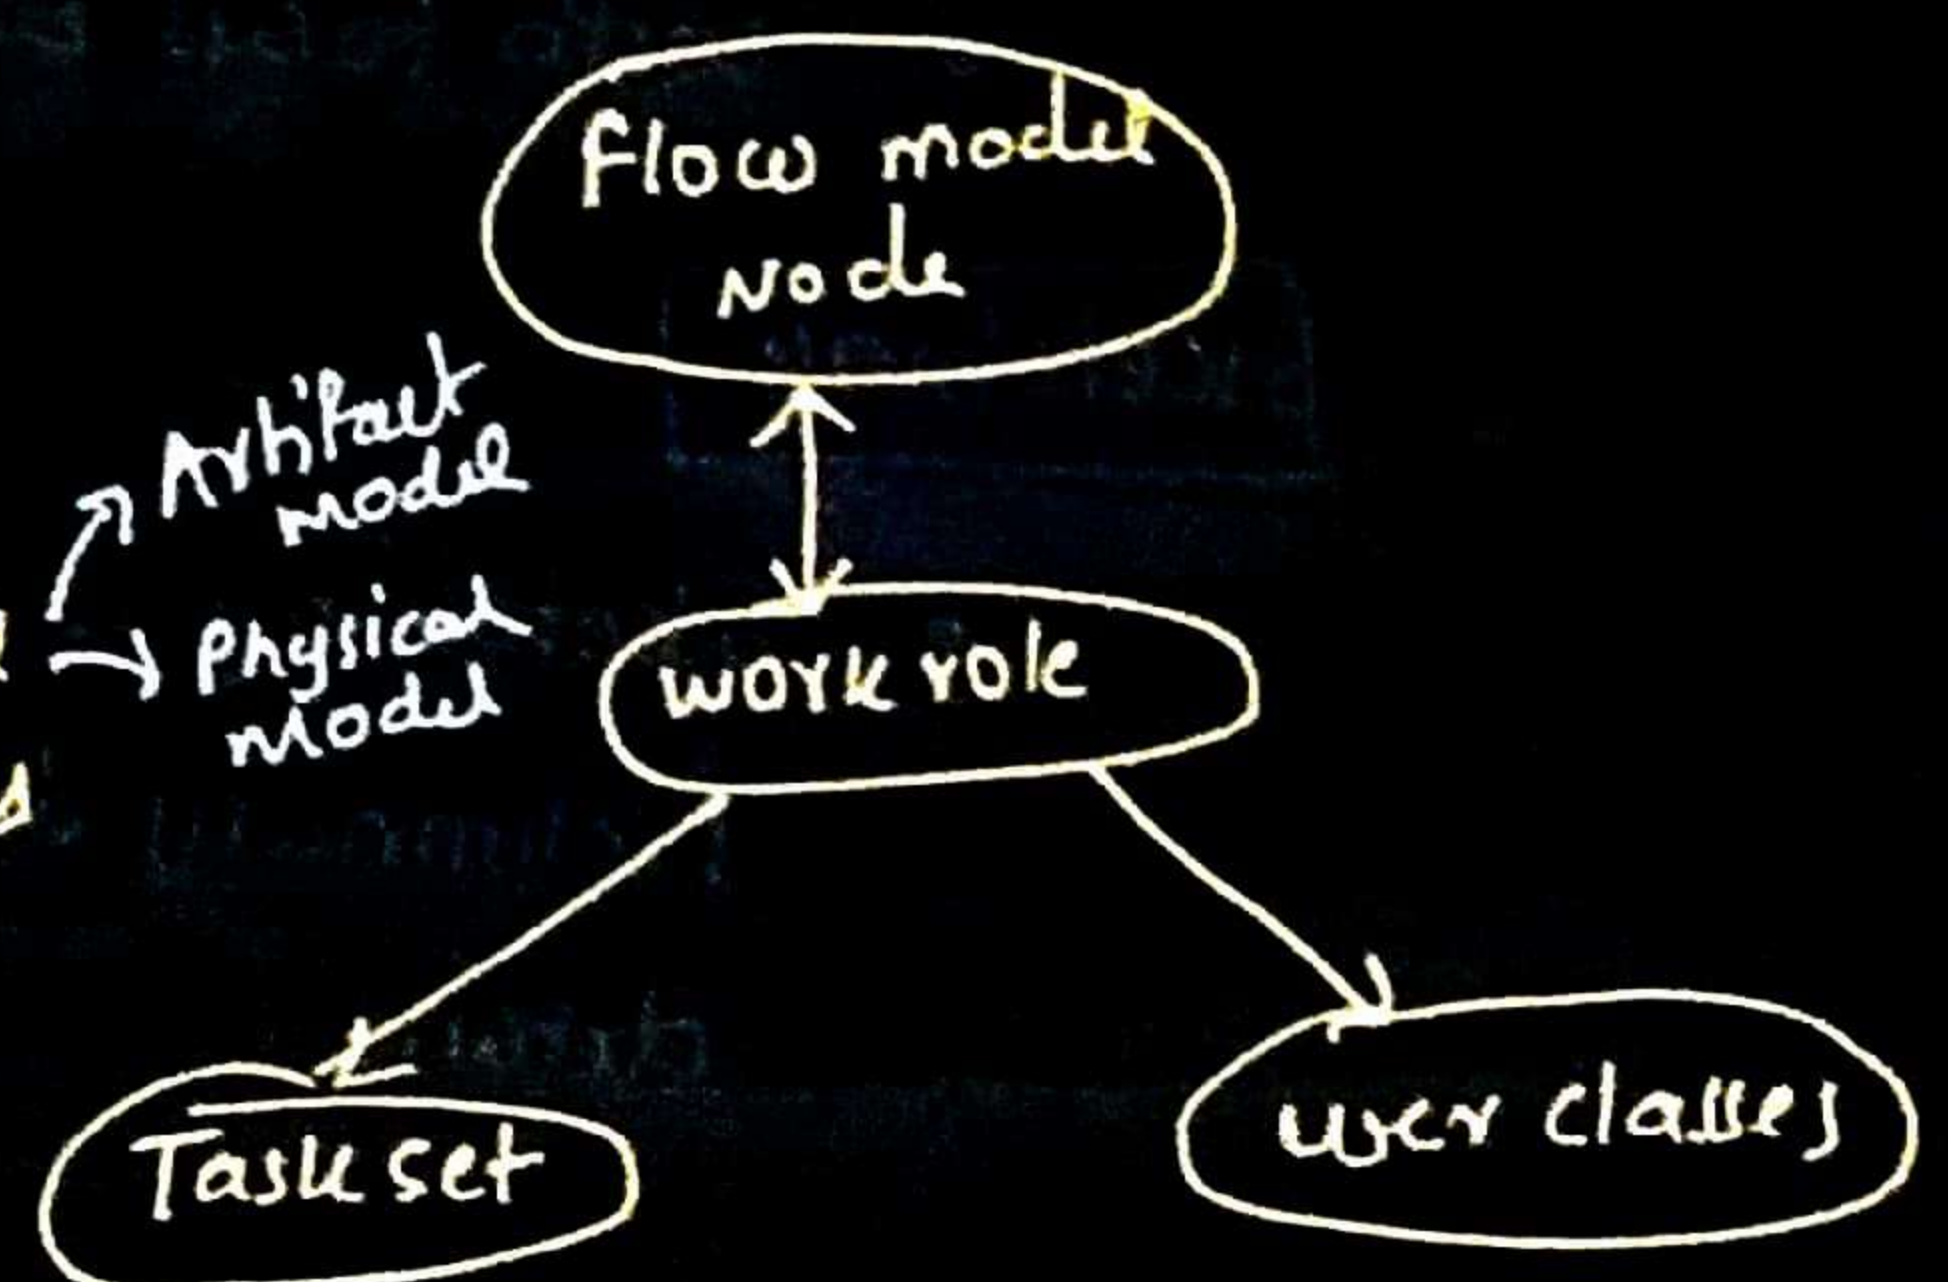 Flow model
Node
Artifact
model
Physical
model
work role
Task set
user classes